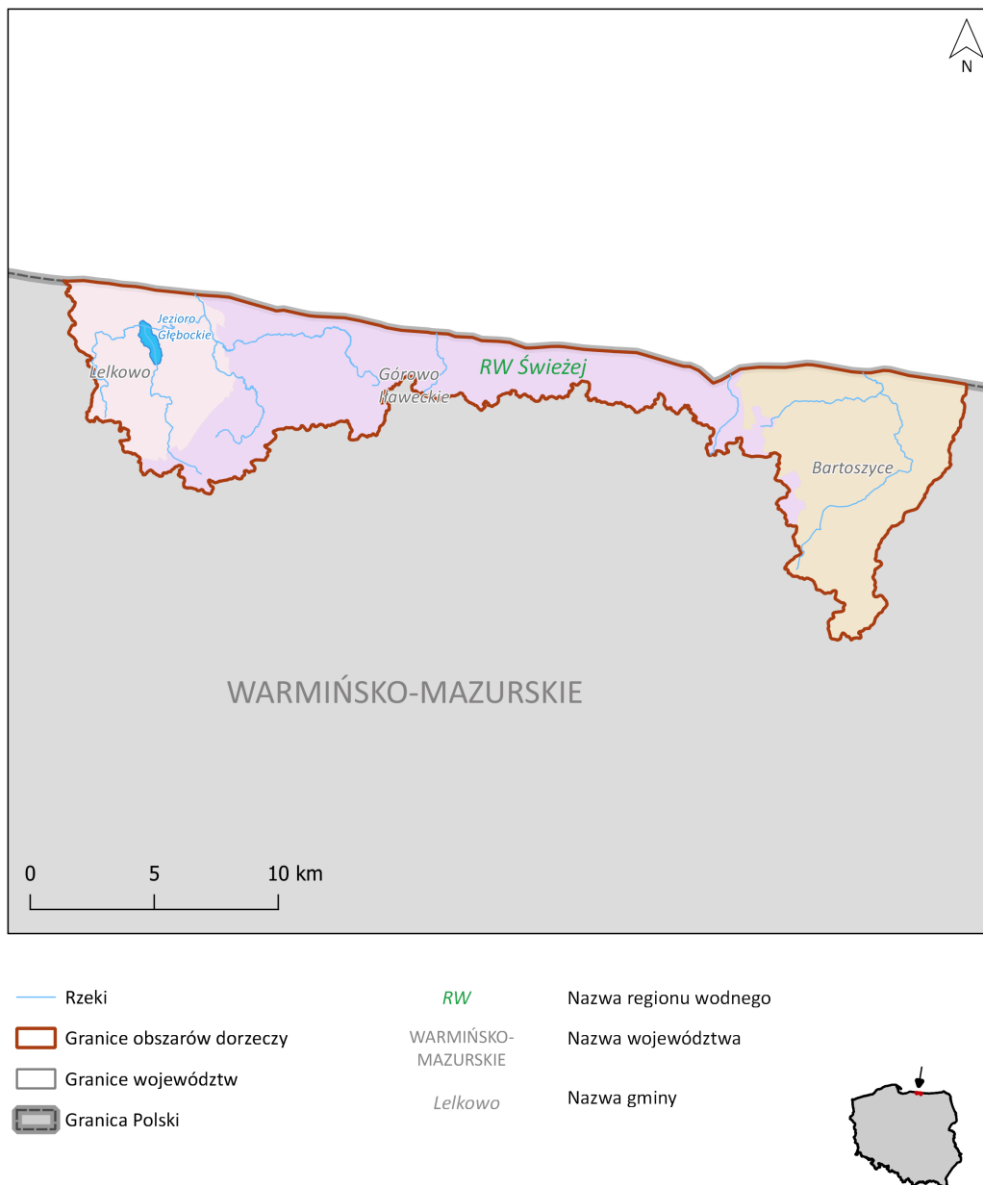 N
Jezioro
Głębockie
Lelkowo
Górowo
Iławeckie
RW Świeżej
Bartoszyce
WARMIŃSKO-MAZURSKIE
0 5 10 km
Rzeki
Granice obszarów dorzeczy
Granice województw
Granica Polski
RW Nazwa regionu wodnego
WARMIŃSKO-
MAZURSKIE
Nazwa województwa
Lelkowo Nazwa gminy